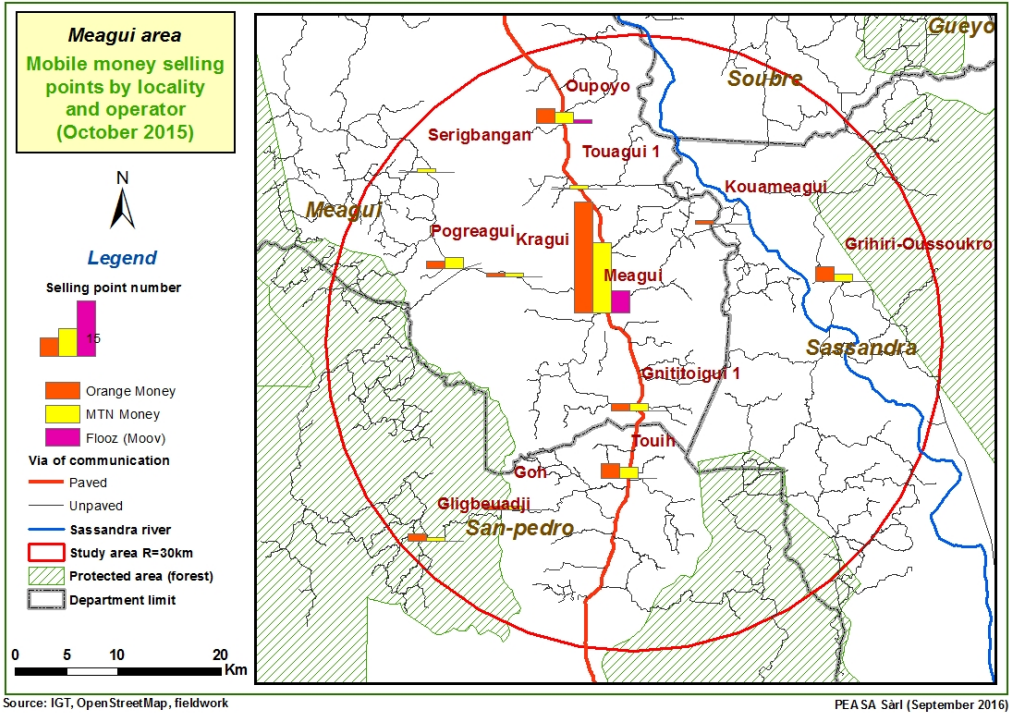 Meagui area
Mobile money selling
points by locality
and operator
(October 2015)
N
Legend
Selling point number
15
Orange Money
MTN Money
Flooz (Moov)
Via of communication
Paved
Unpaved
Sassandra river
Study area R=30km
Protected area (forest)
Department limit
0 5 10 20
Km
Gueyo
Soubre
Oupoyo
Serigbangan
Touagui 1
Kouameagui
Meagui
Pogreagui
Kragui
Grihiri-Oussoukro
Meagui
Sassandra
Gnititoigui 1
Touih
Goh
Gligbeuadji
San-pedro
Source: IGT, OpenStreetMap, fieldwork
PEASA Sàrl (September 2016)